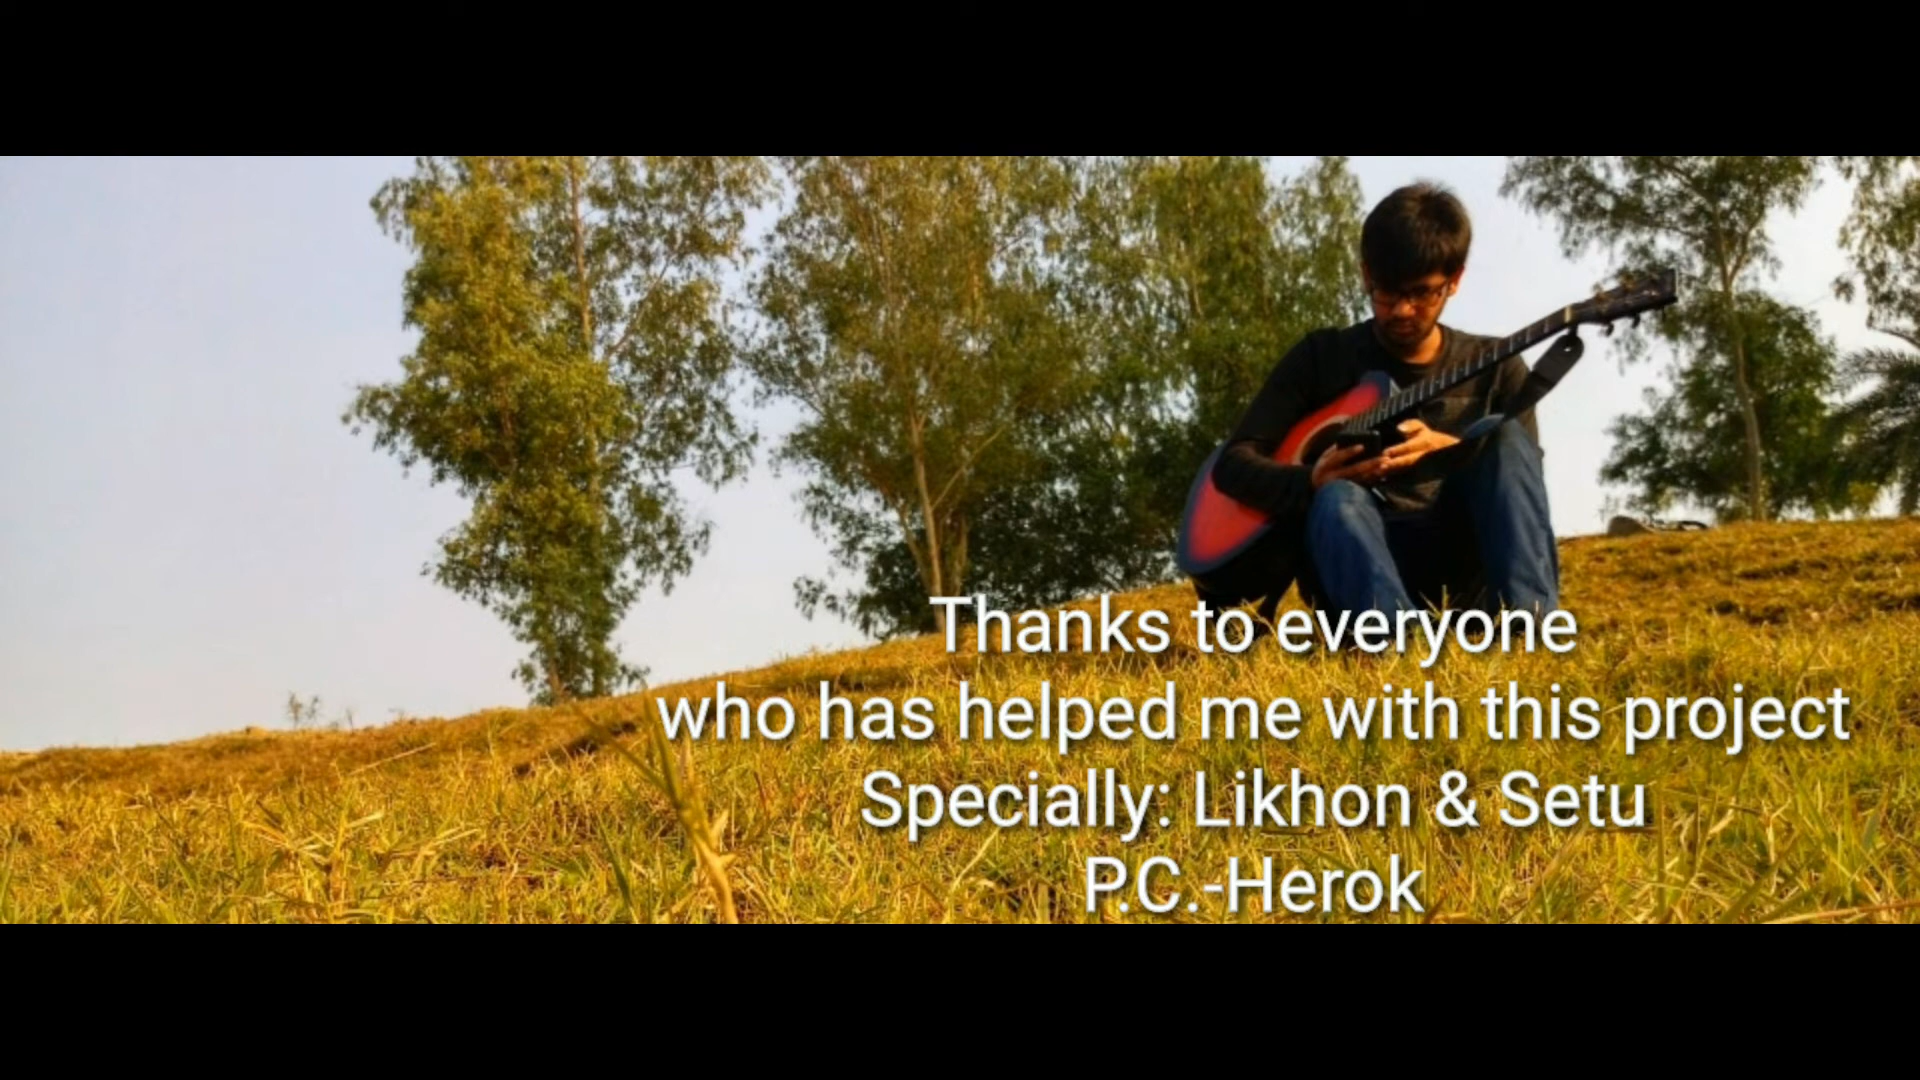 Thanks to everyone
who has helped me with this project
Specially: Likhon & Setu
P.C.-Herok